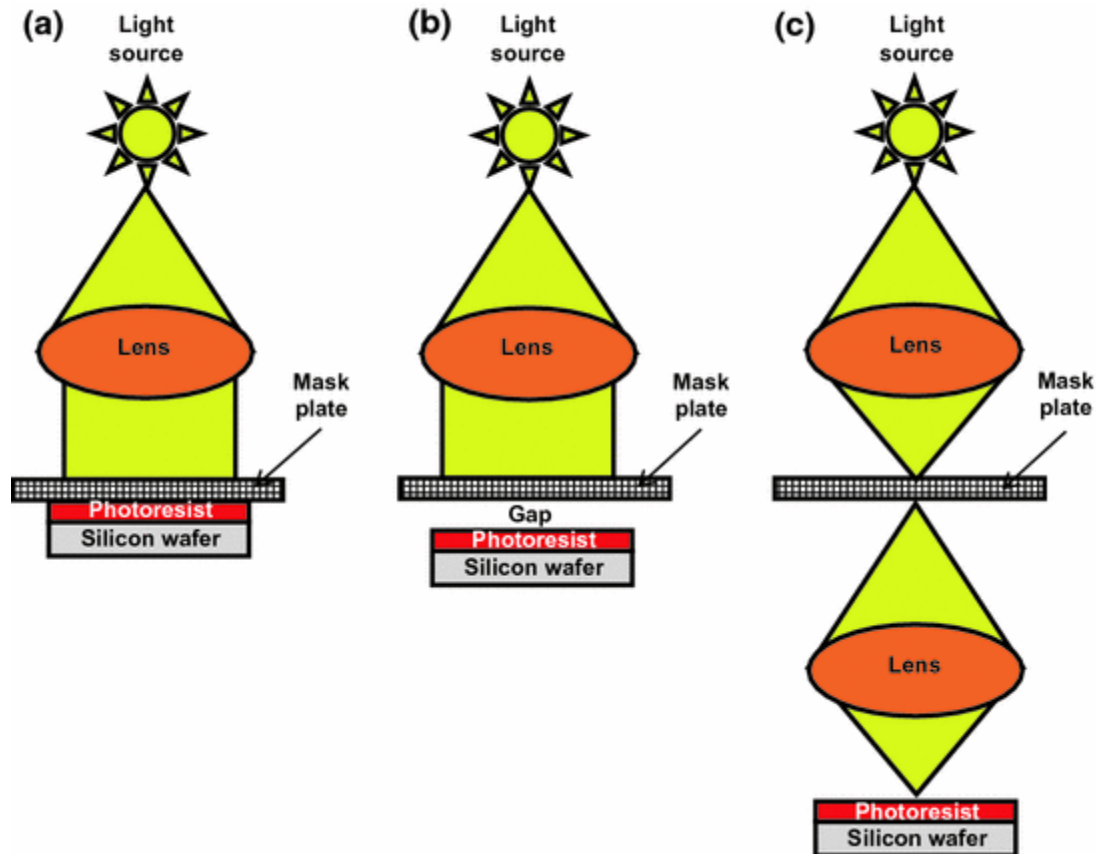 (a)
Light
source
Lens
Mask
plate
Photoresist
Silicon wafer
(b)
Light
source
Lens
Mask
plate
Gap
Photoresist
Silicon wafer
(c)
Light
source
Lens
Mask
plate
Lens
Photoresist
Silicon wafer